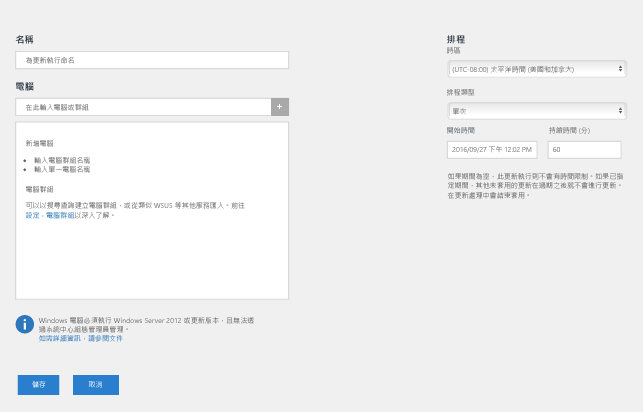 名稱
為更新執行命名
電腦
在此輸入電腦或群組
+
新增電腦
• 輸入電腦群組名稱
• 輸入單一電腦名稱
電腦群組
可以以搜尋查詢建立電腦群組，或從類似 WSUS 等其他服務匯入。前往
設定，電腦群組以深入了解。
Windows 電腦必須執行 Windows Server 2012 或更新版本，且無法透
過系統中心組態管理員管理。
如需詳細資訊，請參閱文件
儲存
取消
排程
時區
(UTC-08:00) 太平洋時間 (美國和加拿大)
排程類型
單次
開始時間
持續時間 (分)
2016/09/27 下午 12:02 PM
60
如果期間為空，此更新執行則不會有時間限制。如果已指
定期間，其他未套用的更新在過期之後就不會進行更新。
在更新處理中會結束套用。